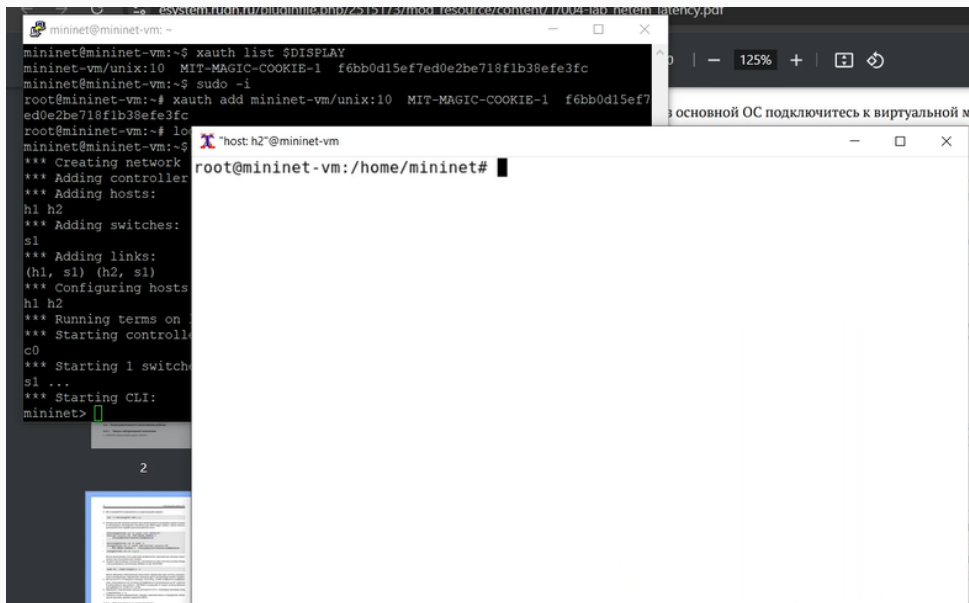 esystem.rudn.ru/pluginfile.php/2515173/mod_resource/content/1/004-lab_netem_latency.pdf
mininet@mininet-vm: ~
125%
mininet@mininet-vm:~$ xauth list $DISPLAY
mininet-vm/unix:10  MIT-MAGIC-COOKIE-1  f6bb0d15ef7ed0e2be718f1b38efe3fc
mininet@mininet-vm:~$ sudo -i
root@mininet-vm:~# xauth add mininet-vm/unix:10  MIT-MAGIC-COOKIE-1  f6bb0d15ef7
ed0e2be718f1b38efe3fc
основной ОС подключитесь к виртуальной м
root@mininet-vm:~# lo
mininet@mininet-vm:~$
*** Creating network
*** Adding controller
*** Adding hosts:
h1 h2
*** Adding switches:
s1
*** Adding links:
(h1, s1) (h2, s1)
*** Configuring hosts
h1 h2
*** Running terms on
*** Starting controlle
c0
*** Starting 1 switch
s1 ...
*** Starting CLI:
mininet>
"host: h2"@mininet-vm
root@mininet-vm:/home/mininet#
2